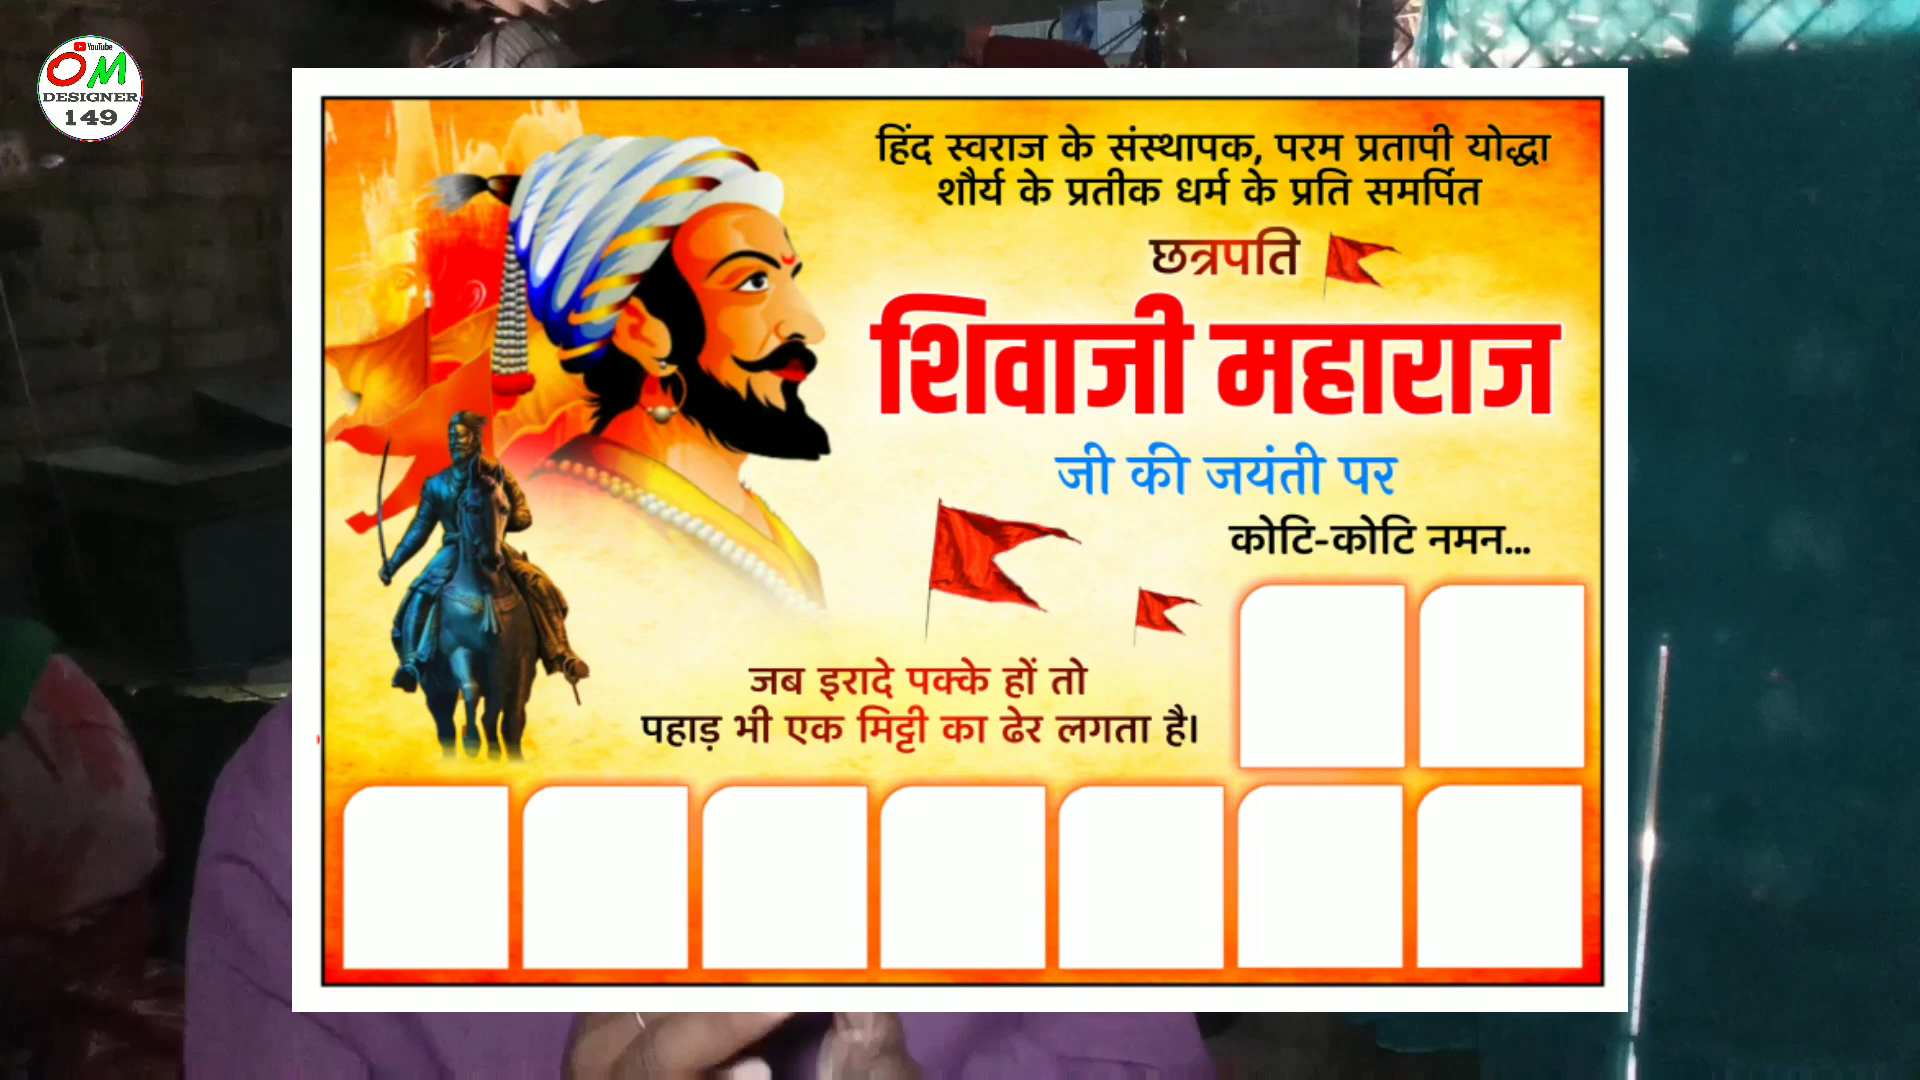 YouTube
OM
DESIGNER
149
हिंद स्वराज के संस्थापक, परम प्रतापी योद्धा
शौर्य के प्रतीक धर्म के प्रति समर्पित
छत्रपति
शिवाजी महाराज
जी की जयंती पर
कोटि-कोटि नमन...
जब इरादे पक्के हों तो
पहाड़ भी एक मिट्टी का ढेर लगता है।